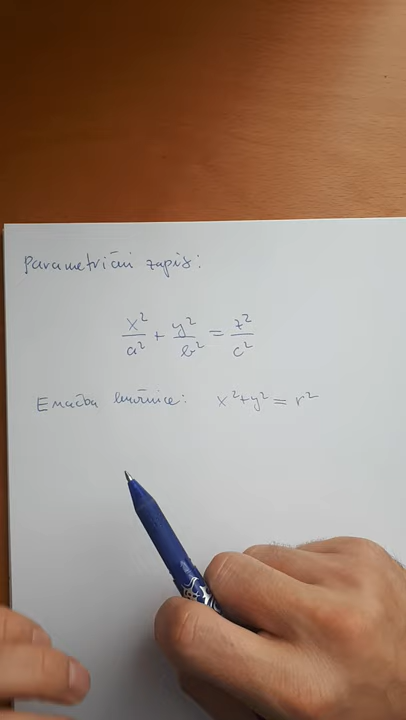 Parametrični zapis:
x²/a² + y²/b² = z²/c²
Enačba krožnice: x²+y² = r²